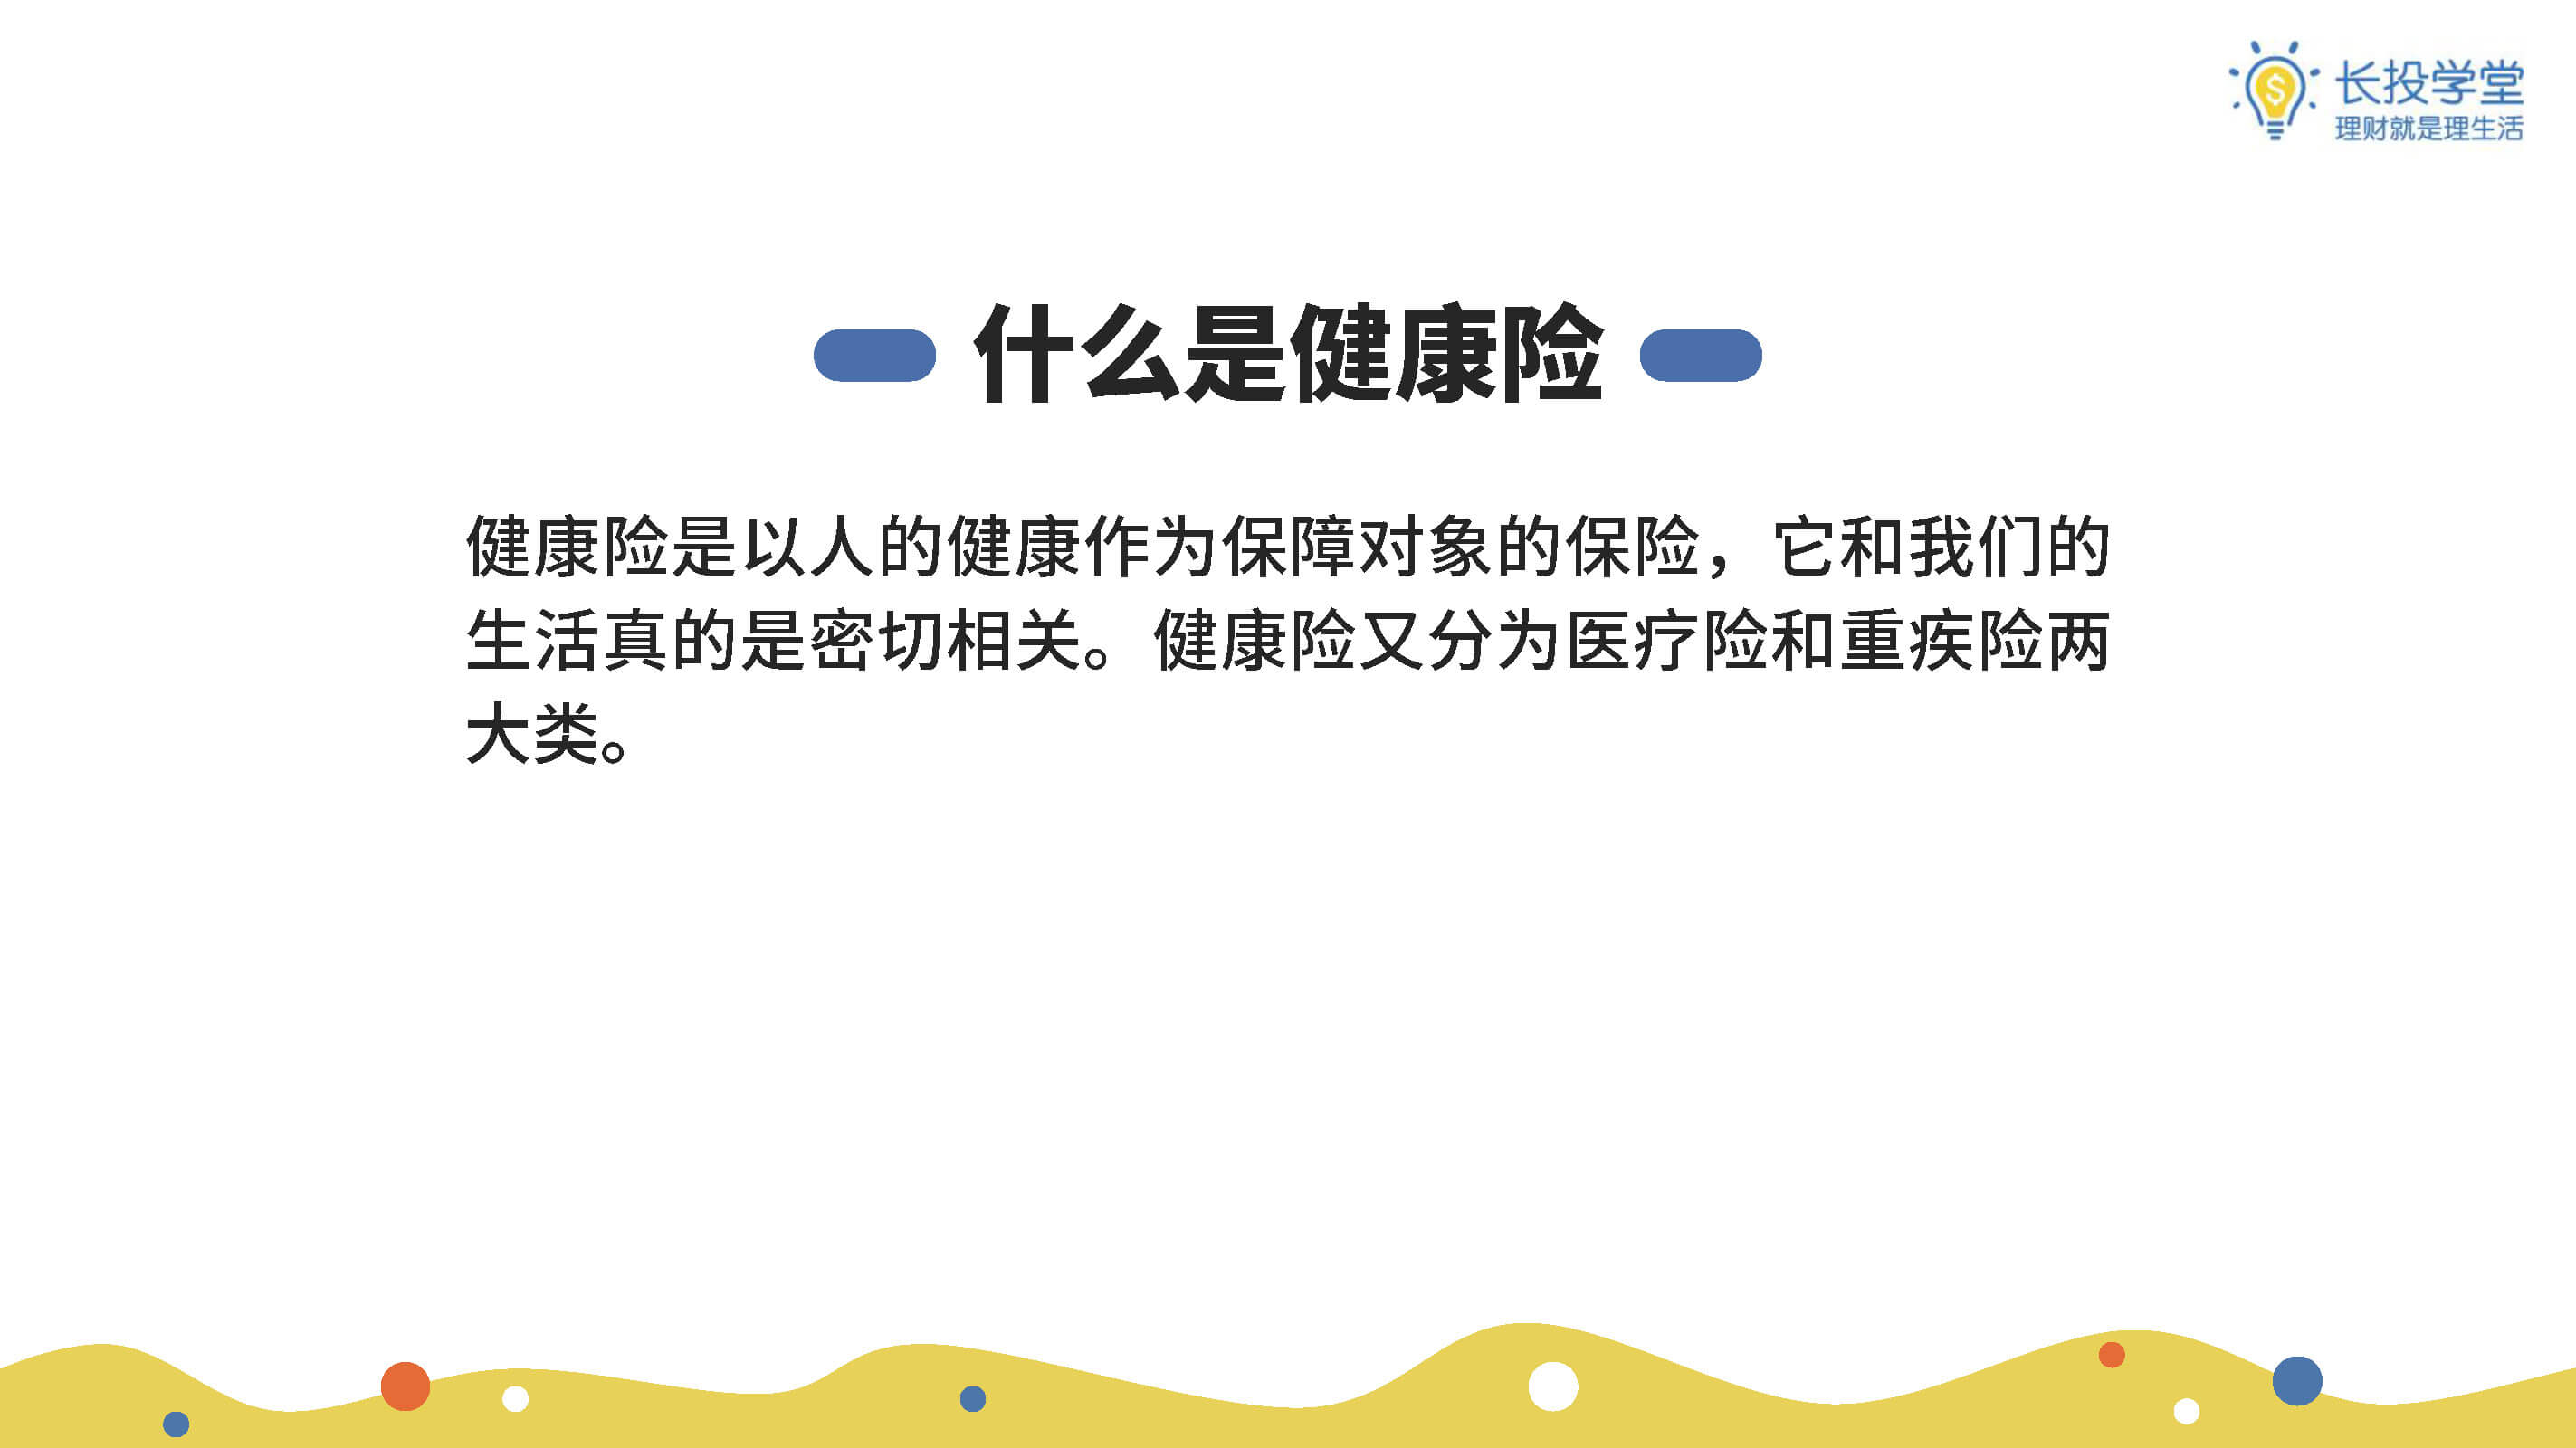 长投学堂
理财就是理生活
什么是健康险
健康险是以人的健康作为保障对象的保险，它和我们的
生活真的是密切相关。健康险又分为医疗险和重疾险两
大类。